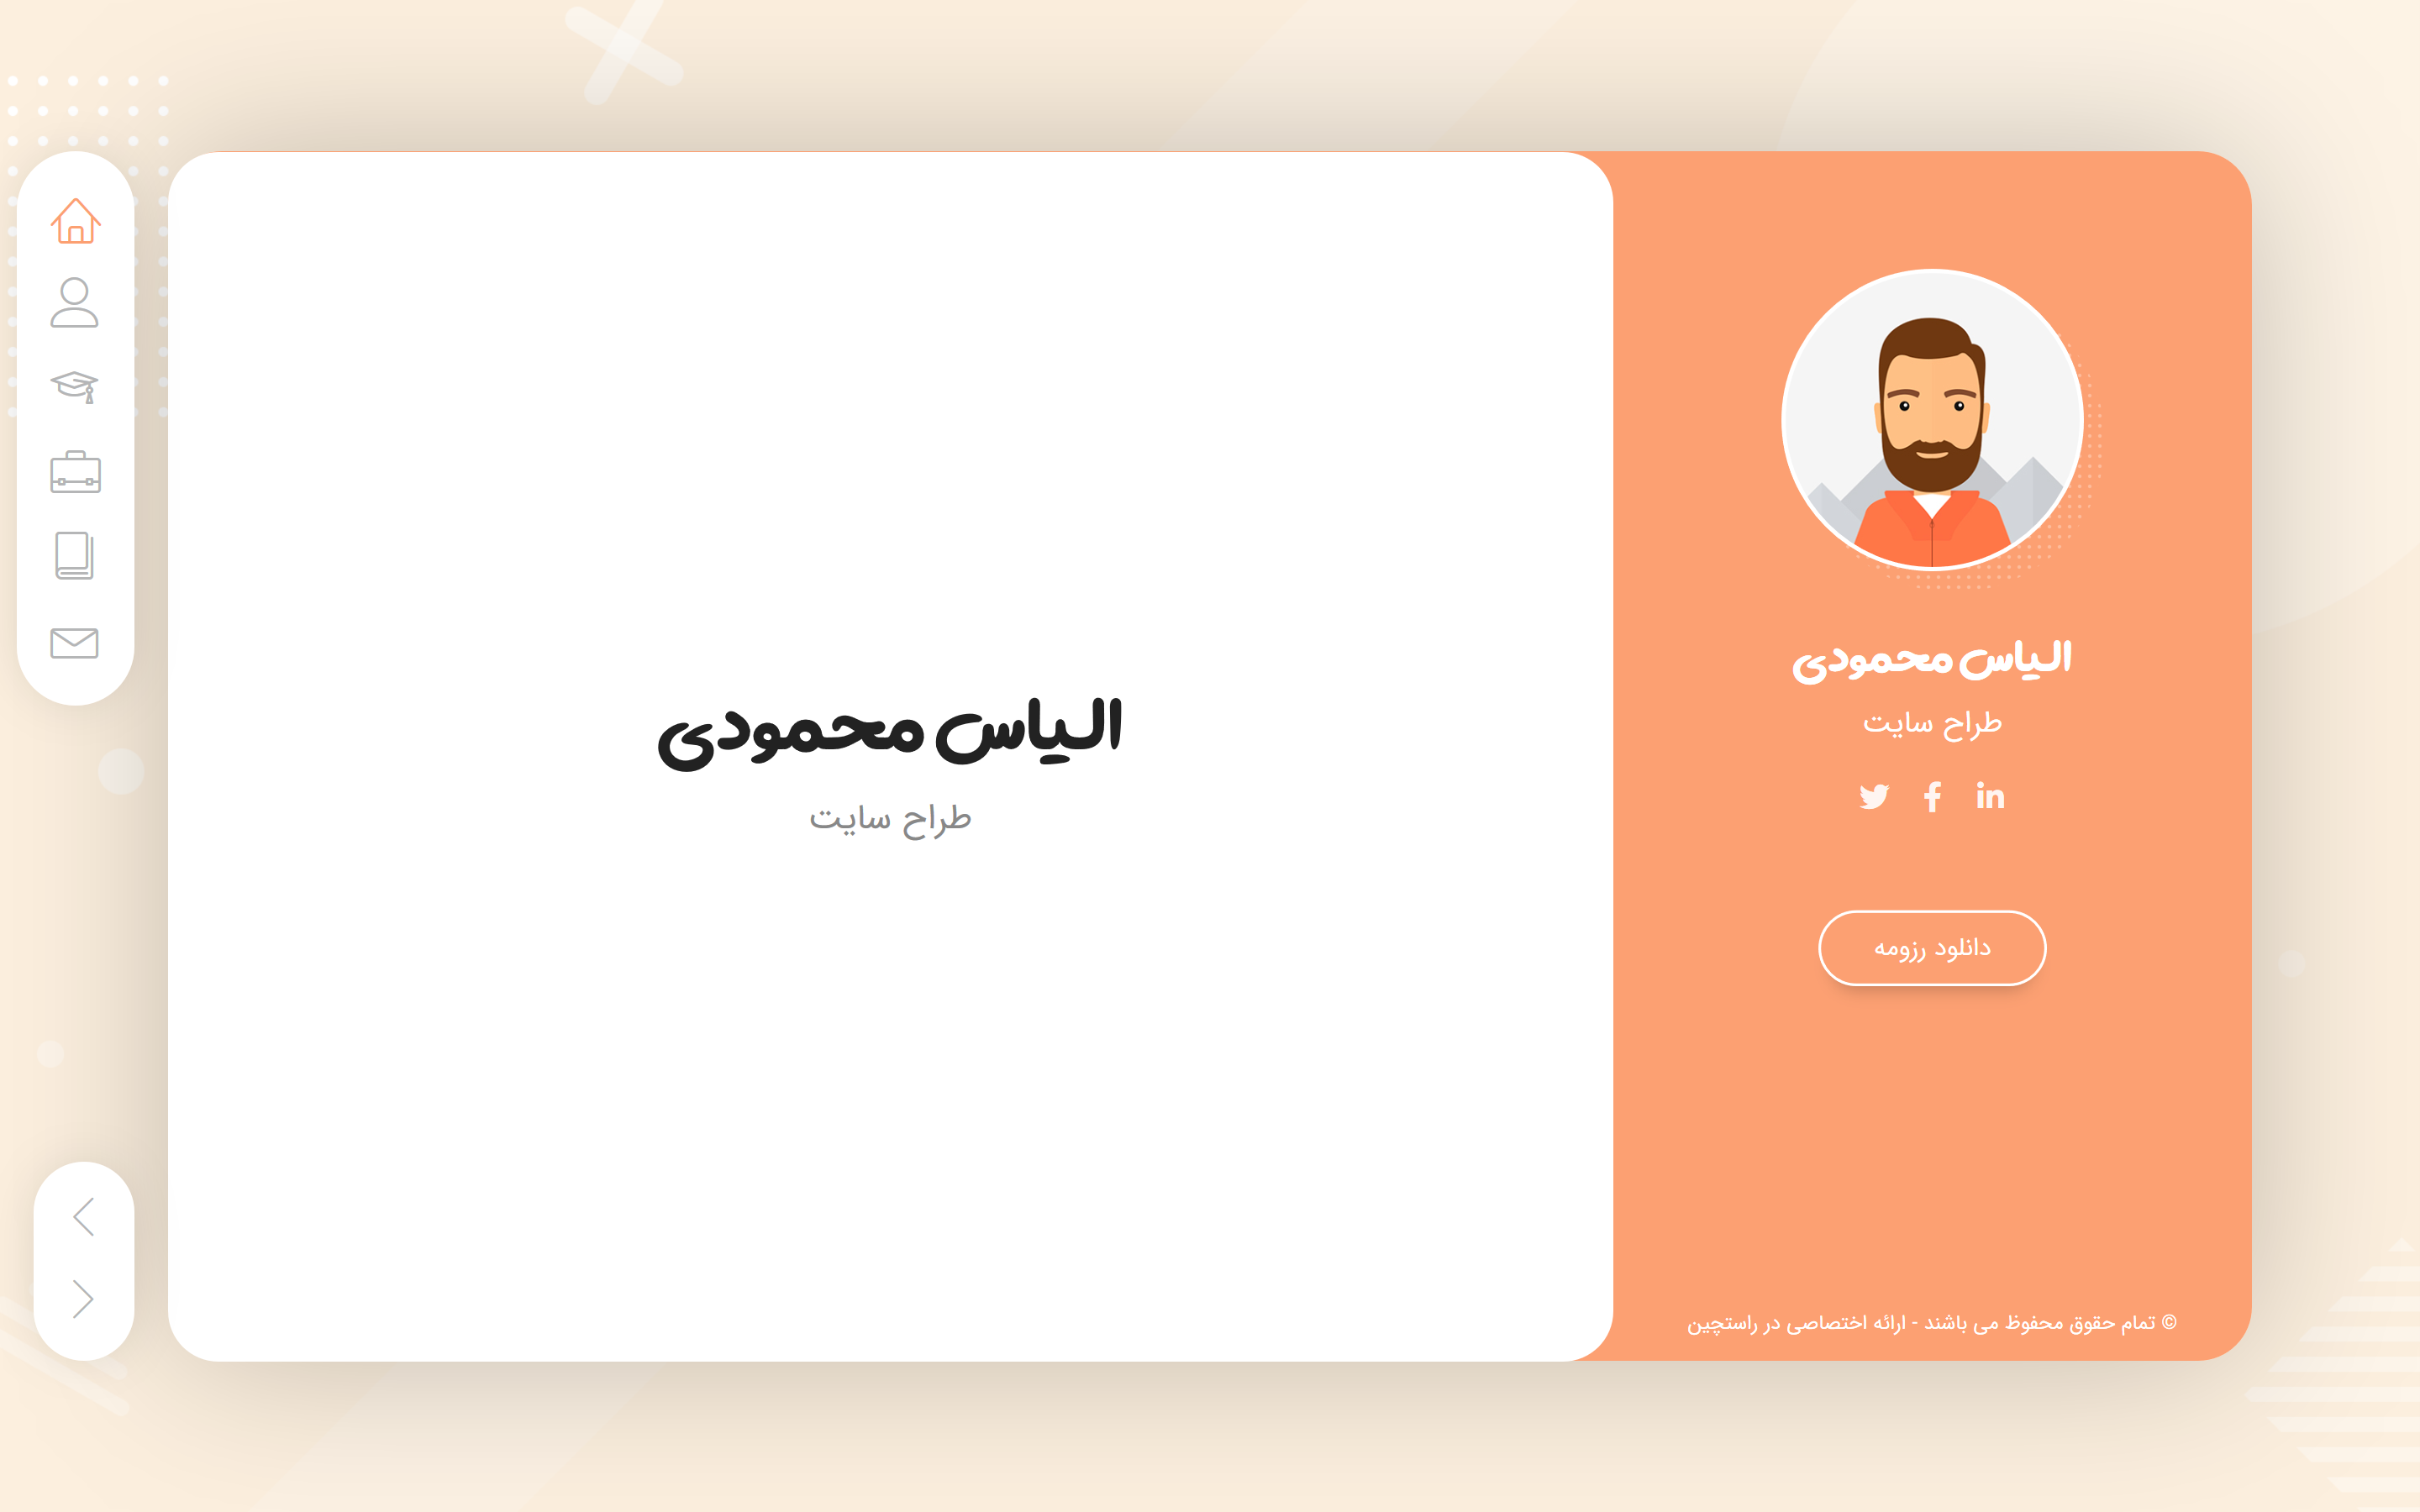 الیاس محمودی
طراح سایت
in
دانلود رزومه
© تمام حقوق محفوظ می باشند - ارائه اختصاصی در راستچین
الیاس محمودی
طراح سایت